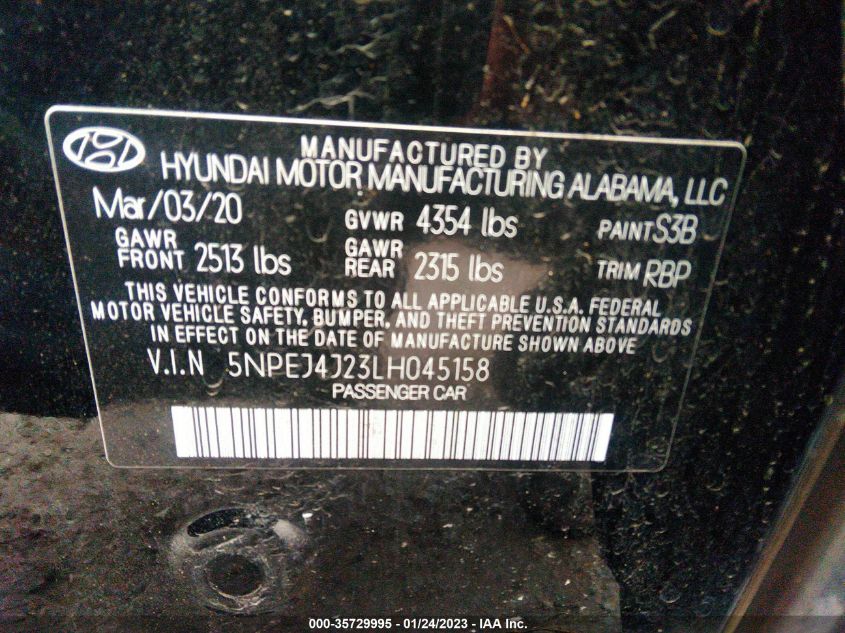 MANUFACTURED BY
HYUNDAI MOTOR MANUFACTURING ALABAMA, LLC
Mar/03/20 GVWR 4354 lbs PAINT S3B
GAWR FRONT 2513 lbs GAWR REAR 2315 lbs TRIM RBP
THIS VEHICLE CONFORMS TO ALL APPLICABLE U.S.A. FEDERAL
MOTOR VEHICLE SAFETY, BUMPER, AND THEFT PREVENTION STANDARDS
IN EFFECT ON THE DATE OF MANUFACTURE SHOWN ABOVE
V.I.N 5NPEJ4J23LH045158
PASSENGER CAR
000-35729995 - 01/24/2023 - IAA Inc.